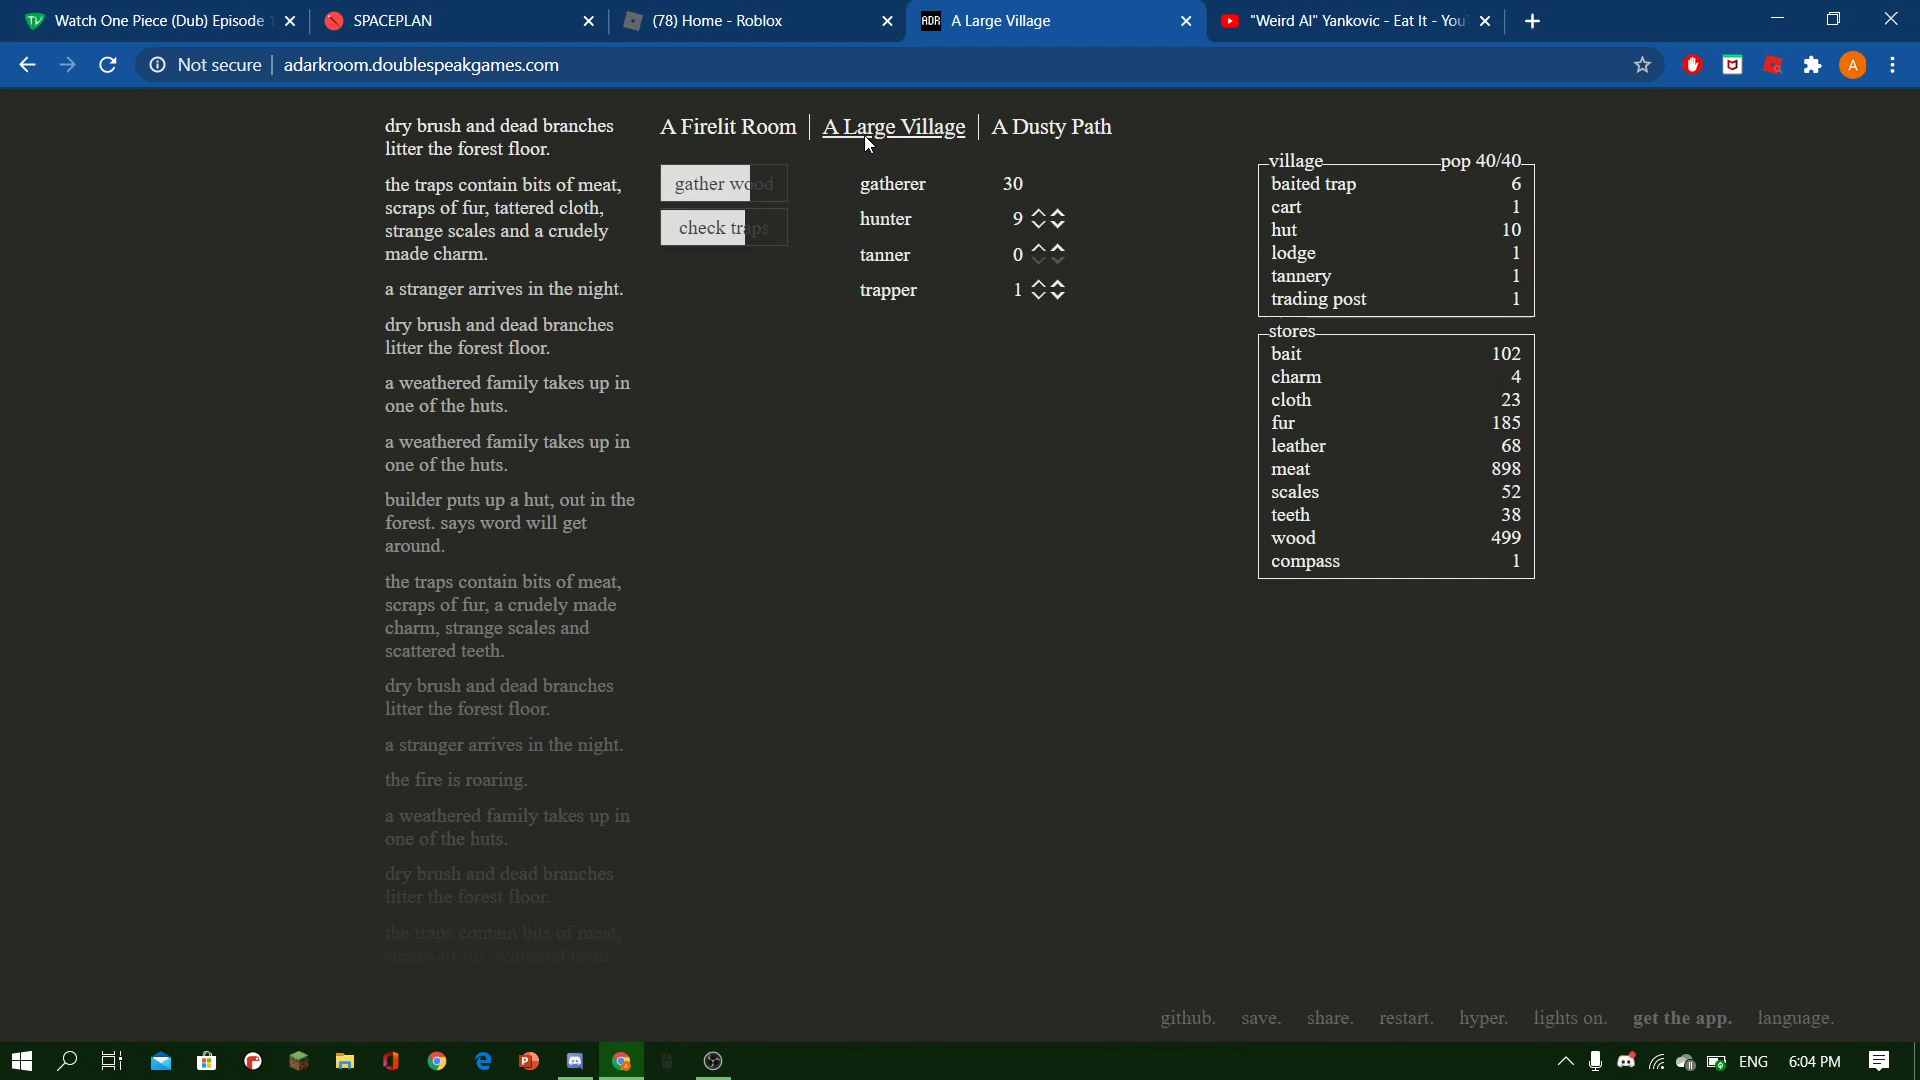 Watch One Piece (Dub) Episode
SPACEPLAN
(78) Home - Roblox
ADR
A Large Village
"Weird Al" Yankovic - Eat It - You
Not secure
adarkroom.doublespeakgames.com
A
dry brush and dead branches
litter the forest floor.
the traps contain bits of meat,
scraps of fur, tattered cloth,
strange scales and a crudely
made charm.
a stranger arrives in the night.
dry brush and dead branches
litter the forest floor.
a weathered family takes up in
one of the huts.
a weathered family takes up in
one of the huts.
builder puts up a hut, out in the
forest. says word will get
around.
the traps contain bits of meat,
scraps of fur, a crudely made
charm, strange scales and
scattered teeth.
dry brush and dead branches
litter the forest floor.
a stranger arrives in the night.
the fire is roaring.
a weathered family takes up in
one of the huts.
dry brush and dead branches
litter the forest floor.
the traps contain bits of meat,
scraps of fur, scattered teeth,
A Firelit Room
A Large Village
A Dusty Path
gather wood
check traps
gatherer 30
hunter 9
tanner 0
trapper 1
village pop 40/40
baited trap 6
cart 1
hut 10
lodge 1
tannery 1
trading post 1
stores
bait 102
charm 4
cloth 23
fur 185
leather 68
meat 898
scales 52
teeth 38
wood 499
compass 1
github. save. share. restart. hyper. lights on. get the app. language.
ENG
6:04 PM